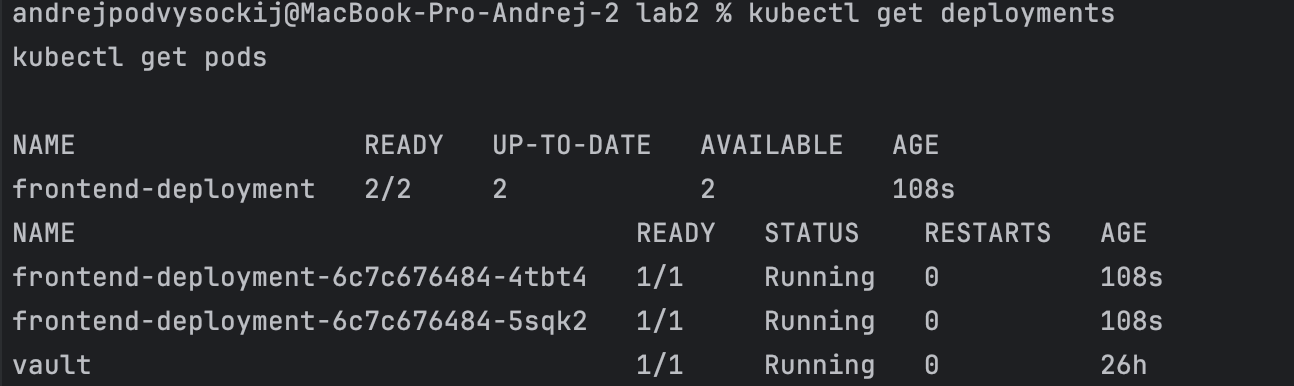 andrejpodvysockij@MacBook-Pro-Andrej-2 lab2 % kubectl get deployments
kubectl get pods
NAME READY UP-TO-DATE AVAILABLE AGE
frontend-deployment 2/2 2 2 108s
NAME READY STATUS RESTARTS AGE
frontend-deployment-6c7c676484-4tbt4 1/1 Running 0 108s
frontend-deployment-6c7c676484-5sqk2 1/1 Running 0 108s
vault 1/1 Running 0 26h